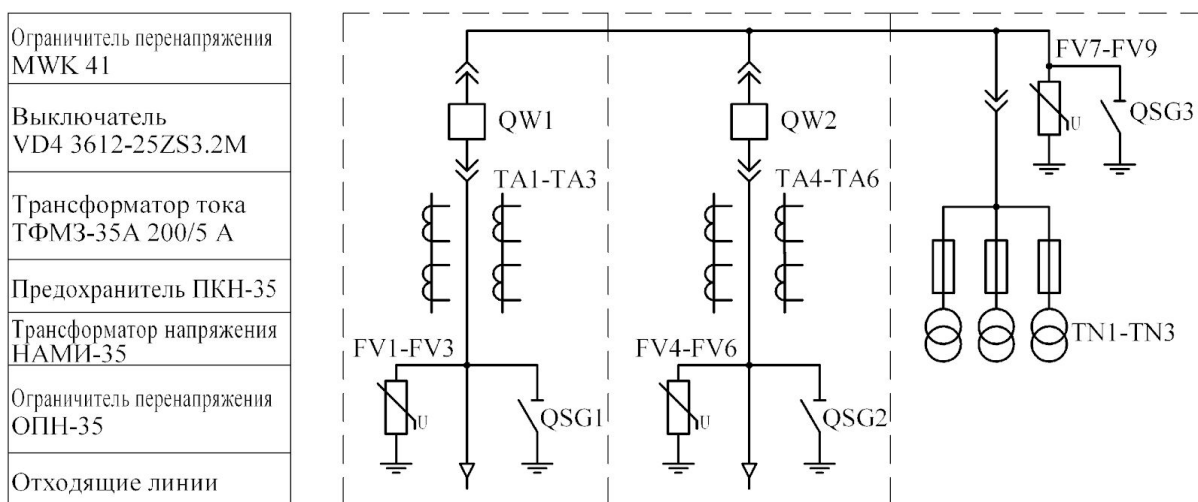 Ограничитель перенапряжения
MWK 41
Выключатель
VD4 3612-25ZS3.2M
Трансформатор тока
ТФМЗ-35А 200/5 А
Предохранитель ПКН-35
Трансформатор напряжения
НАМИ-35
Ограничитель перенапряжения
ОПН-35
Отходящие линии
QW1
TA1-TA3
FV1-FV3
U
QSG1
QW2
TA4-TA6
FV4-FV6
U
QSG2
FV7-FV9
U
QSG3
TN1-TN3